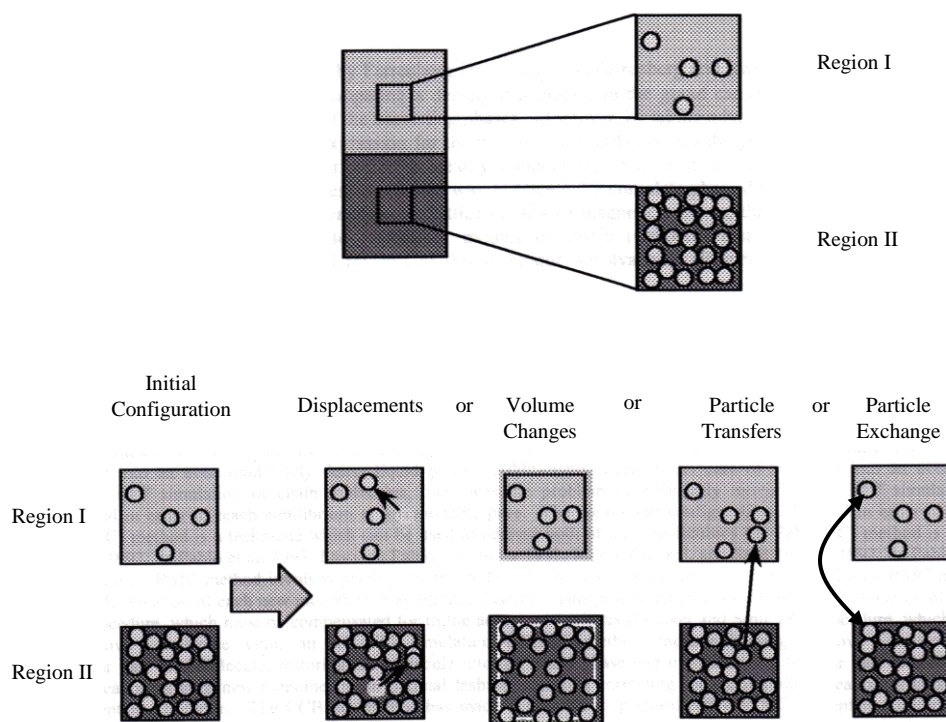 Region I
Region II
Initial
Configuration
Displacements
or
Volume
Changes
or
Particle
Transfers
or
Particle
Exchange
Region I
Region II